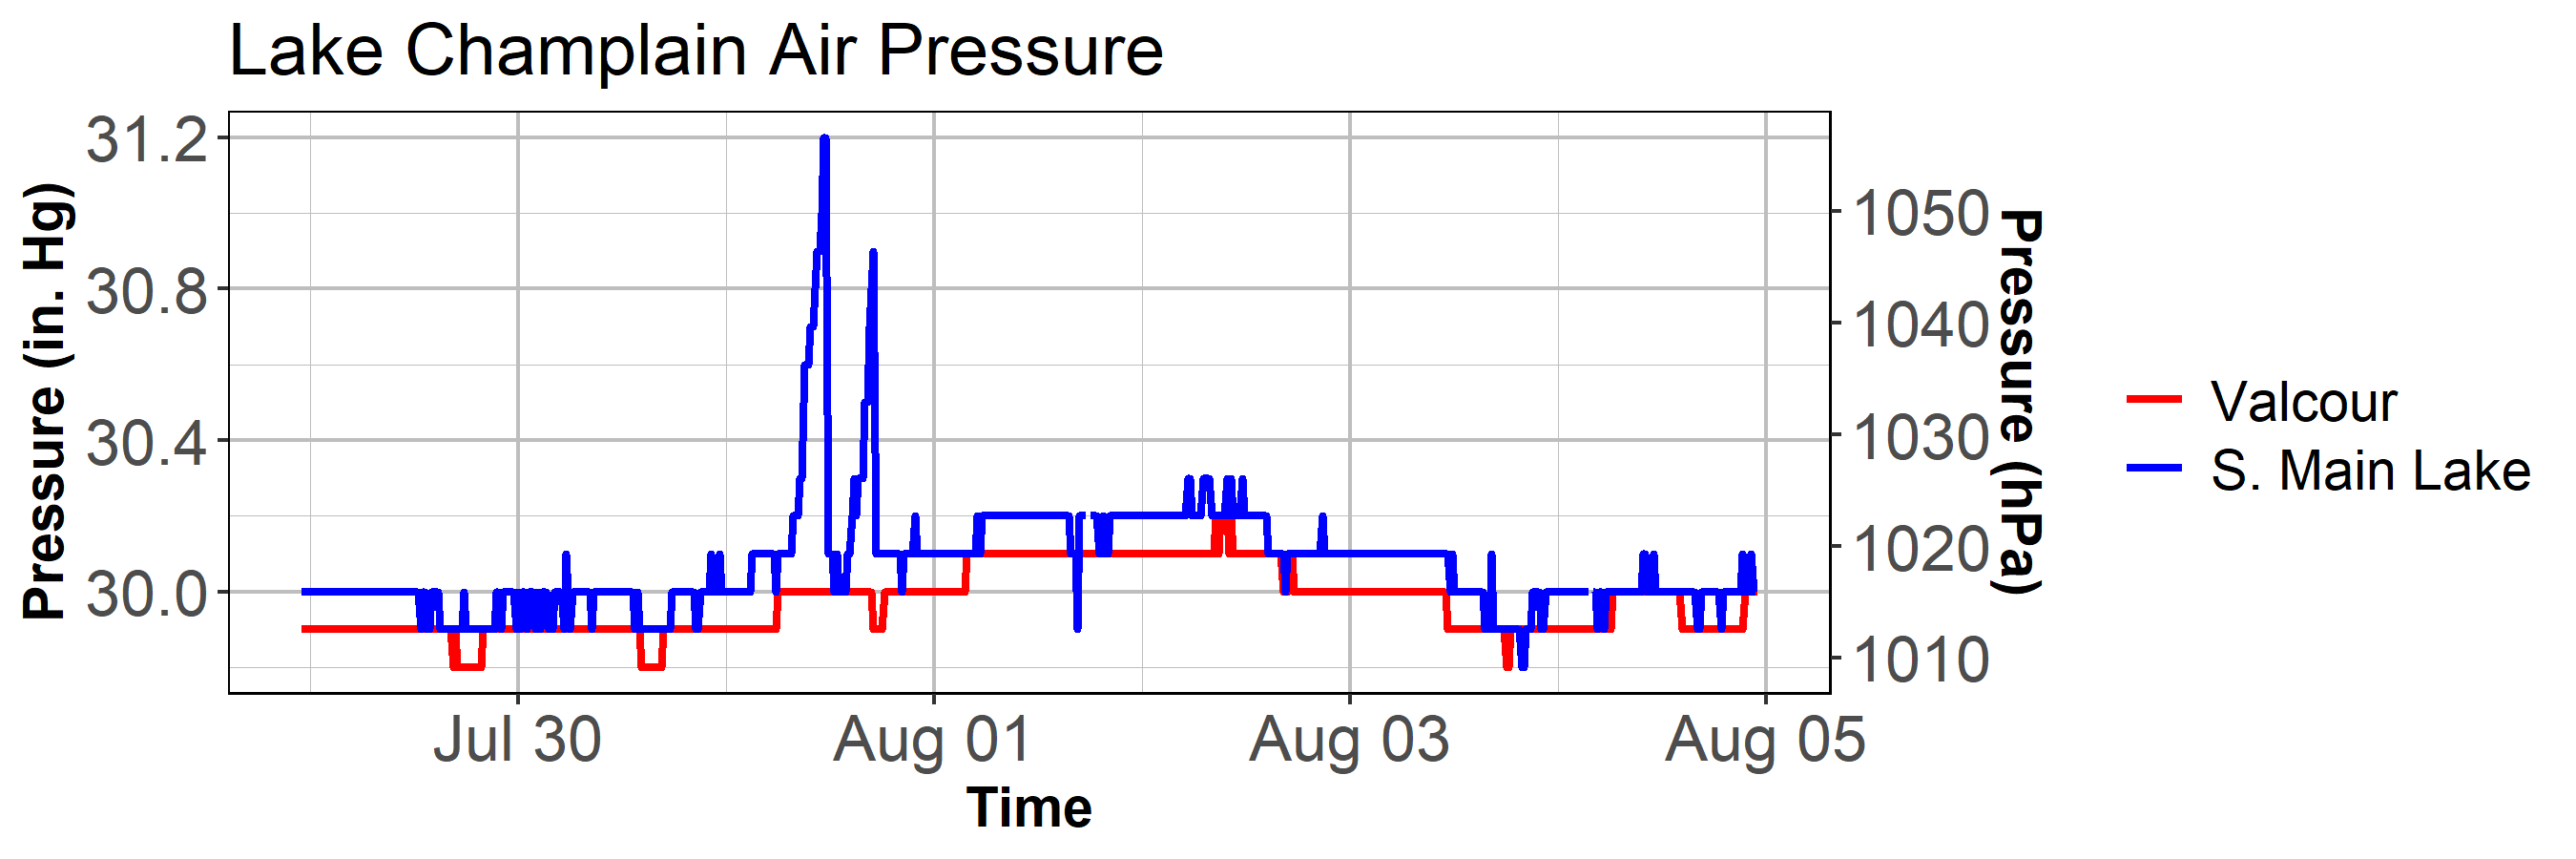 Lake Champlain Air Pressure
Pressure (in. Hg)
31.2
30.8
30.4
30.0
1050
1040
1030
1020
1010
Pressure (hPa)
Valcour
S. Main Lake
Jul 30
Aug 01
Aug 03
Aug 05
Time